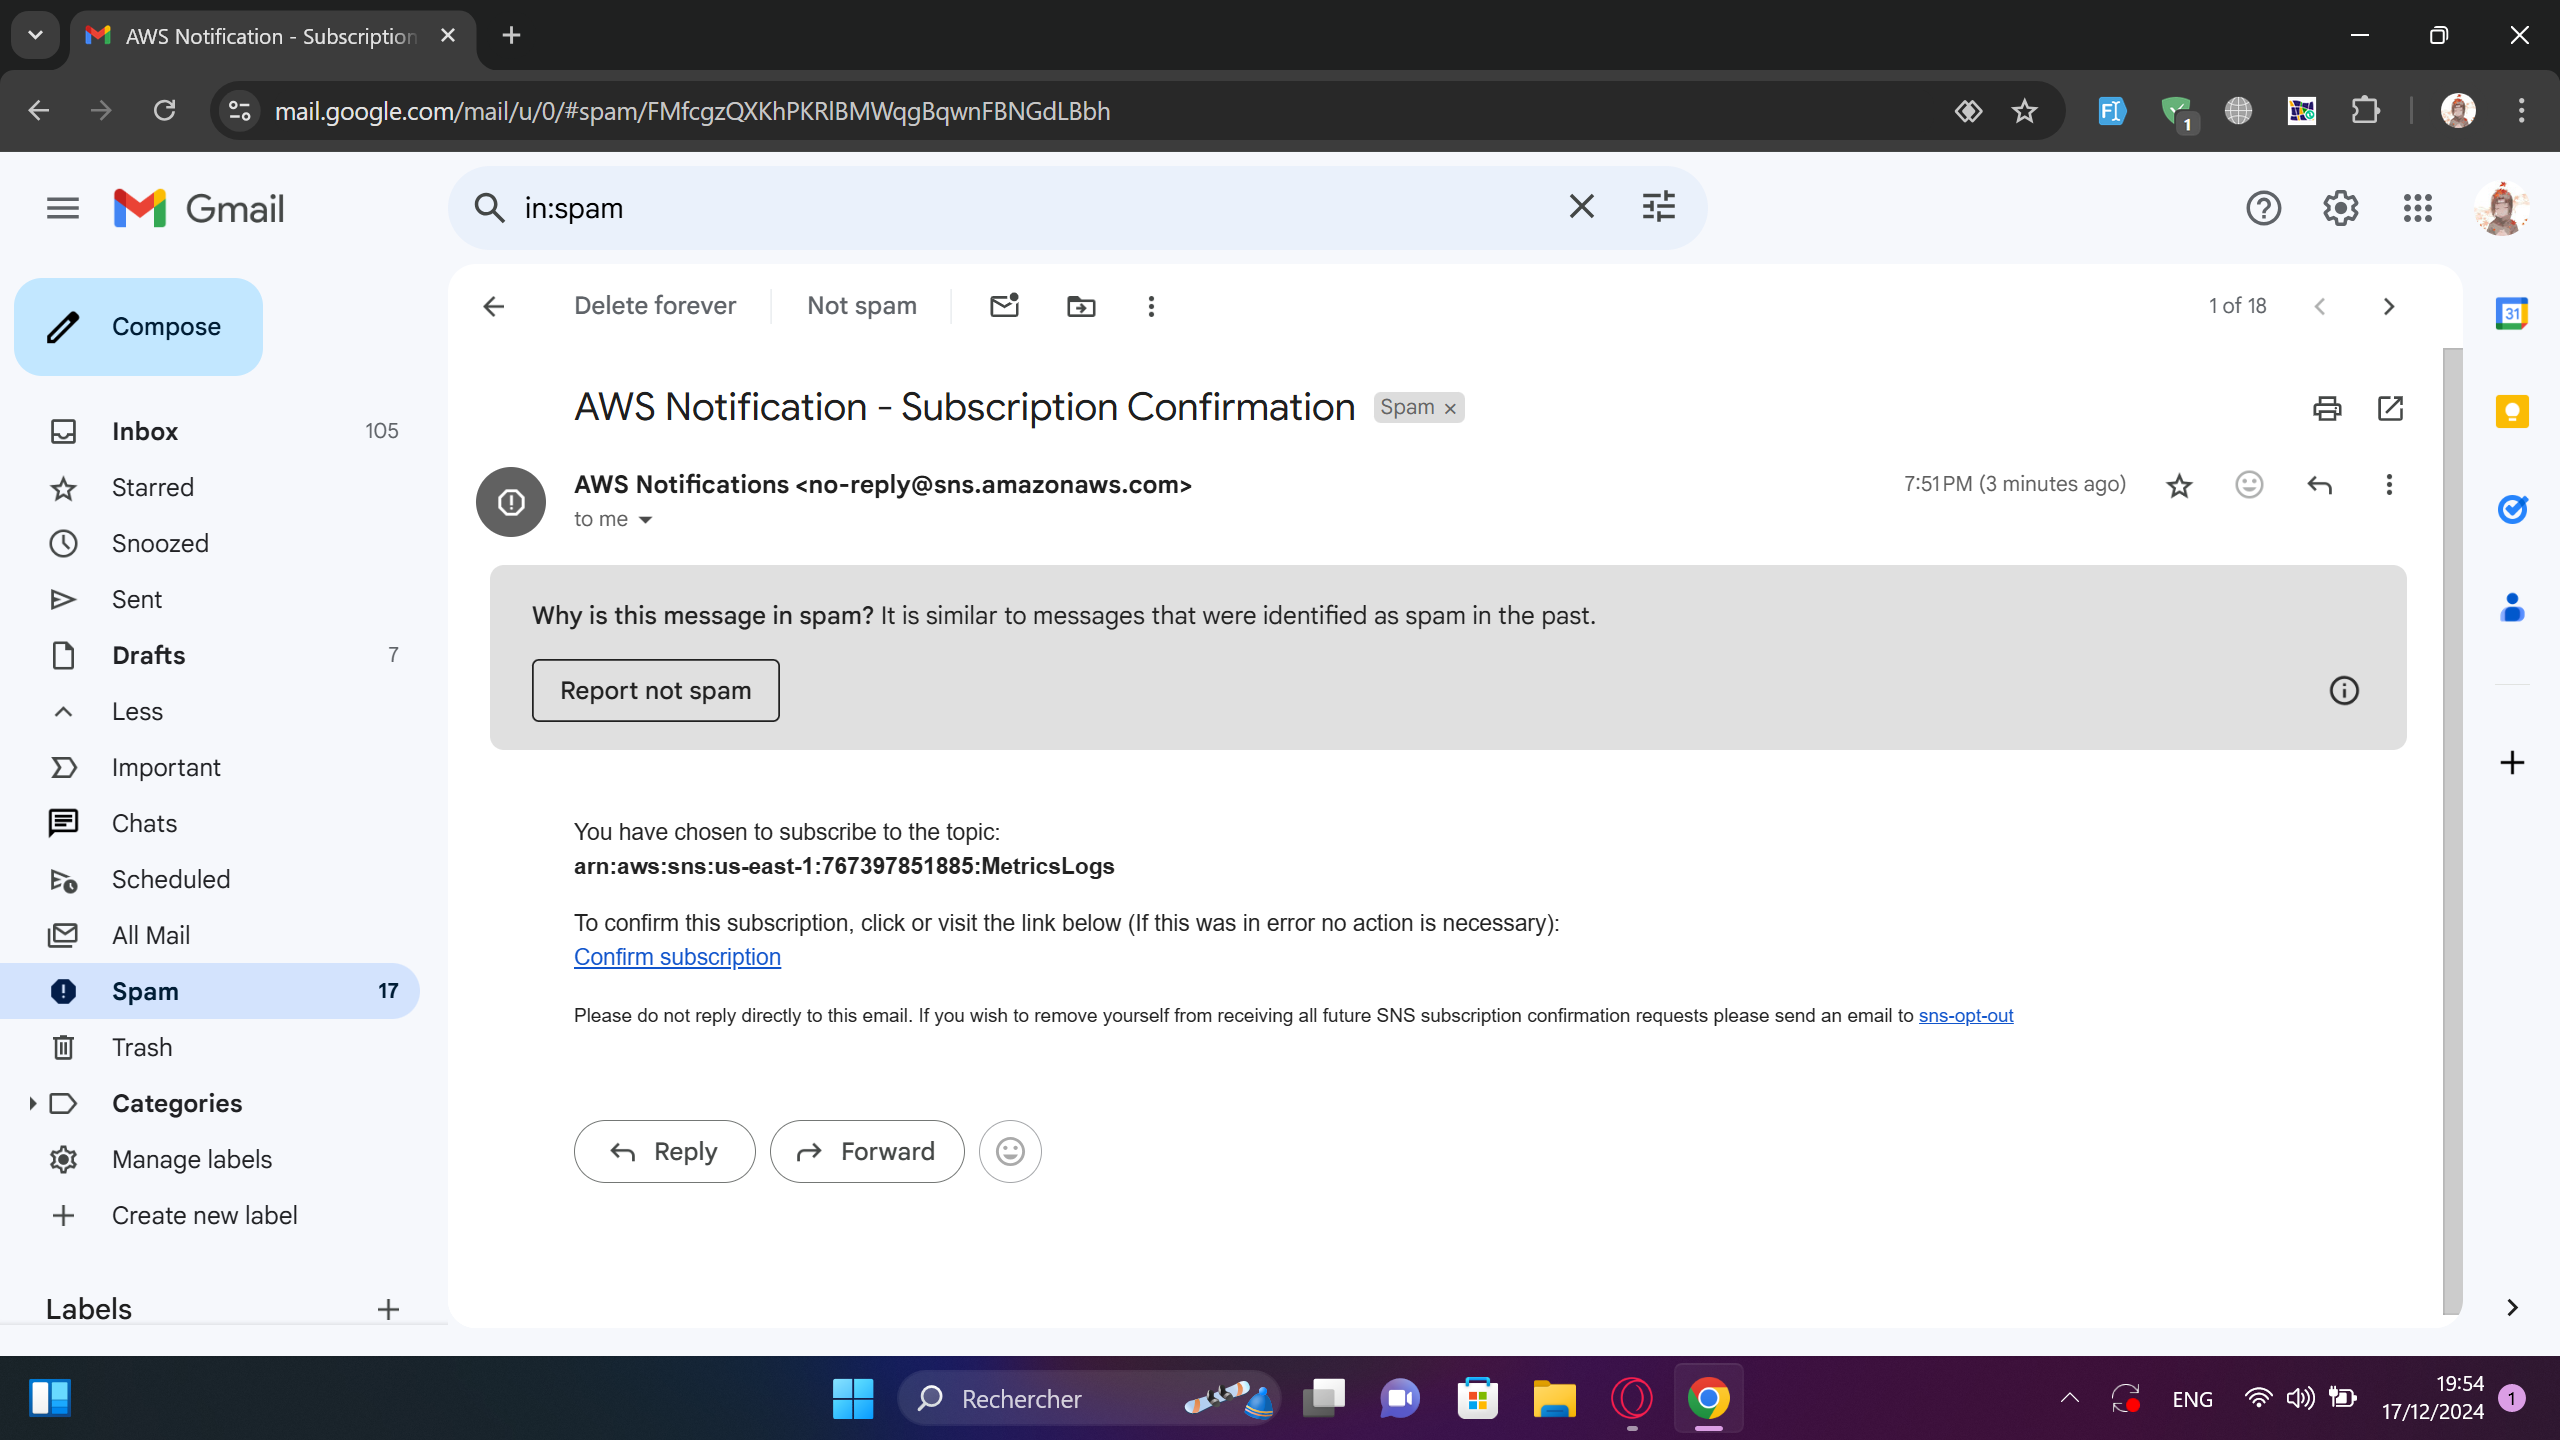 AWS Notification - Subscription
mail.google.com/mail/u/0/#spam/FMfcgzQXKhPKRlBMWqgBqwnFBNGdLBbh
1
Gmail
in:spam
Compose
Delete forever
Not spam
1 of 18
31
AWS Notification - Subscription Confirmation
Spam ×
Inbox 105
Starred
Snoozed
Sent
Drafts 7
Less
Important
Chats
Scheduled
All Mail
Spam 17
Trash
Categories
Manage labels
Create new label
Labels
AWS Notifications <no-reply@sns.amazonaws.com>
7:51 PM (3 minutes ago)
to me
Why is this message in spam? It is similar to messages that were identified as spam in the past.
Report not spam
You have chosen to subscribe to the topic:
arn:aws:sns:us-east-1:767397851885:MetricsLogs
To confirm this subscription, click or visit the link below (If this was in error no action is necessary):
Confirm subscription
Please do not reply directly to this email. If you wish to remove yourself from receiving all future SNS subscription confirmation requests please send an email to sns-opt-out
Reply
Forward
Rechercher
ENG
19:54
17/12/2024
1